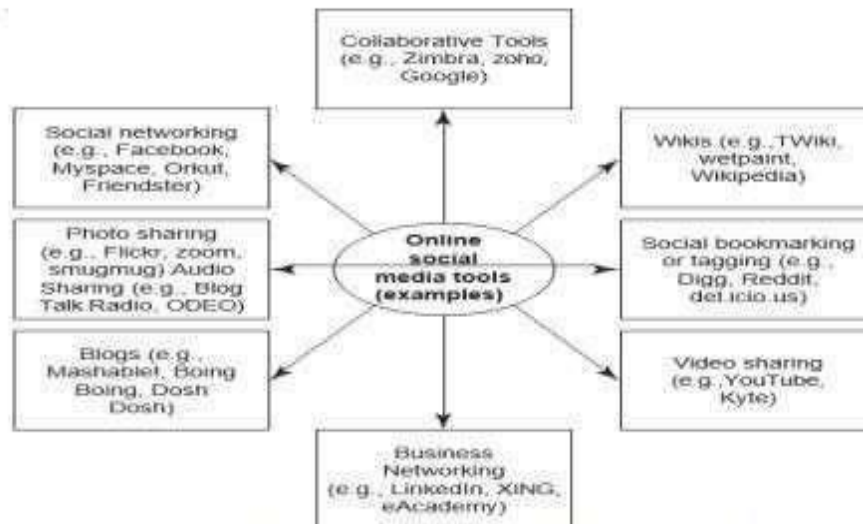 Collaborative Tools
(e.g., Zimbra, zoho,
Google)
Social networking
(e.g., Facebook,
Myspace, Orkut,
Friendster)
Wikis (e.g.,TWiki,
wetpaint,
Wikipedia)
Photo sharing
(e.g., Flickr, zoom,
smugmug) Audio
Sharing (e.g., Blog
Talk Radio, ODEO)
Online
social
media tools
(examples)
Social bookmarking
or tagging (e.g.,
Digg, Reddit,
del.icio.us)
Blogs (e.g.,
Mashable!, Boing
Boing, Dosh
Dosh)
Video sharing
(e.g.,YouTube,
Kyte)
Business
Networking
(e.g., LinkedIn, XING,
eAcademy)